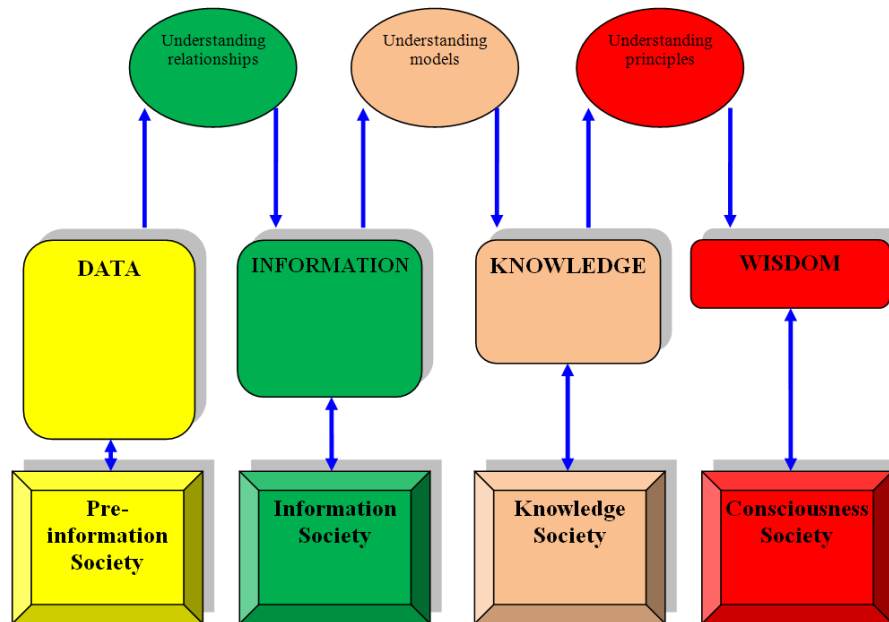 Understanding
relationships
Understanding
models
Understanding
principles
DATA
INFORMATION
KNOWLEDGE
WISDOM
Pre-
information
Society
Information
Society
Knowledge
Society
Consciousness
Society